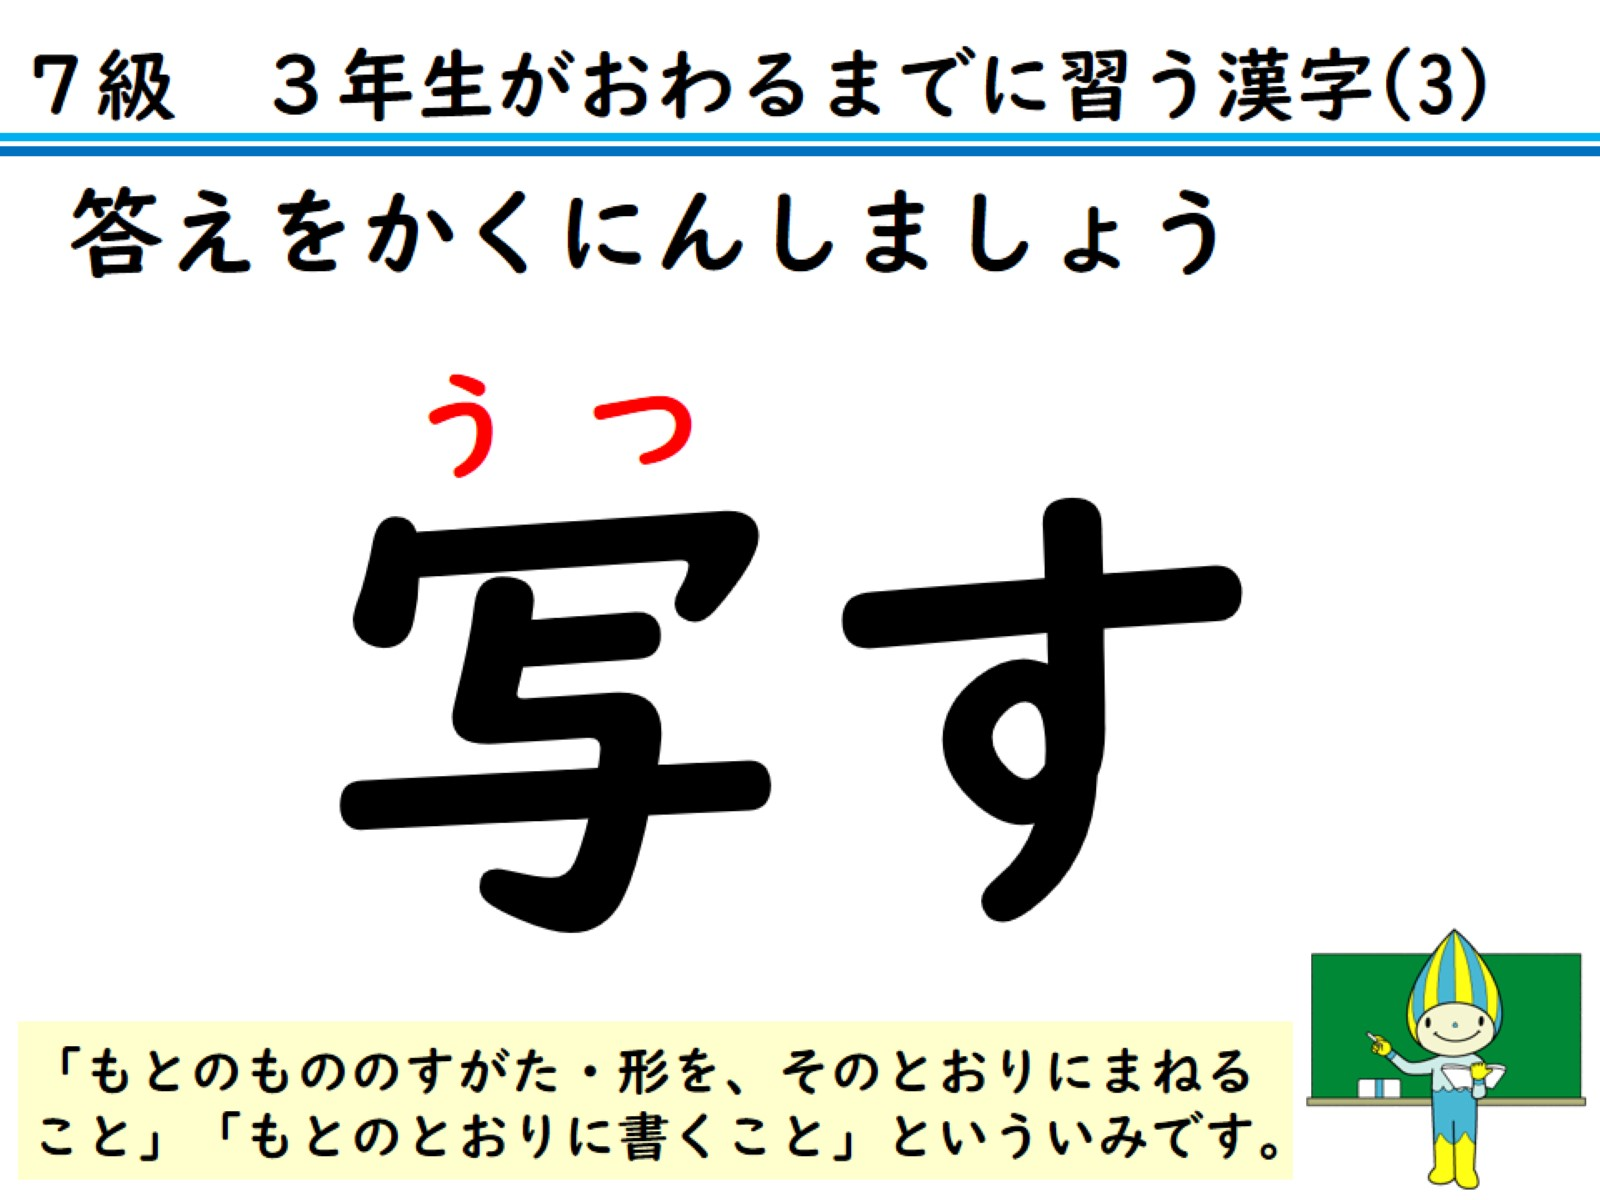 ７級　３年生がおわるまでに習う漢字(3)
答えをかくにんしましょう
うつ
写す
「もとのもののすがた・形を、そのとおりにまねる
こと」「もとのとおりに書くこと」といういみです。